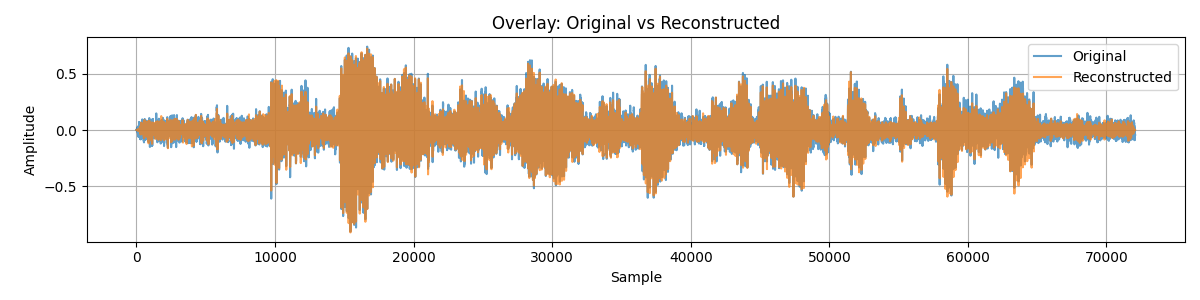 Overlay: Original vs Reconstructed
Original
Reconstructed
Amplitude
0.5
0.0
−0.5
0 10000 20000 30000 40000 50000 60000 70000
Sample